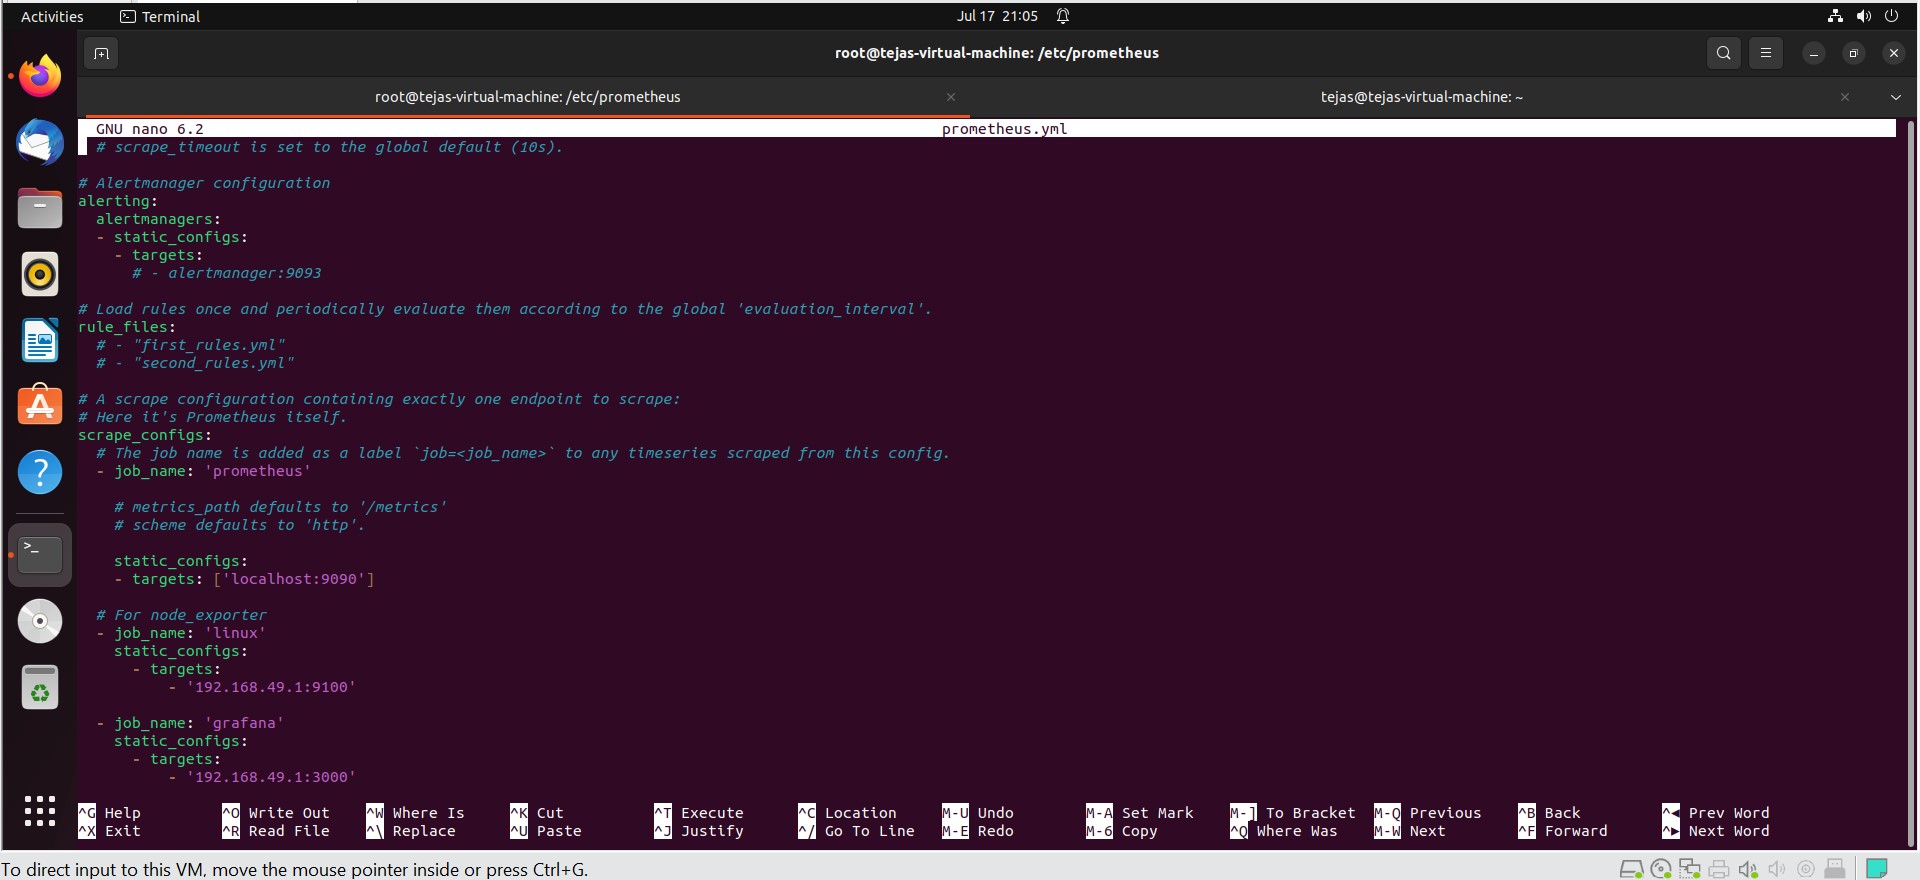 Activities
Terminal
Jul 17 21:05
root@tejas-virtual-machine: /etc/prometheus
root@tejas-virtual-machine: /etc/prometheus
tejas@tejas-virtual-machine: ~
GNU nano 6.2 prometheus.yml
# scrape_timeout is set to the global default (10s).
# Alertmanager configuration
alerting:
alertmanagers:
- static_configs:
- targets:
# - alertmanager:9093
# Load rules once and periodically evaluate them according to the global 'evaluation_interval'.
rule_files:
# - "first_rules.yml"
# - "second_rules.yml"
# A scrape configuration containing exactly one endpoint to scrape:
# Here it's Prometheus itself.
scrape_configs:
# The job name is added as a label `job=<job_name>` to any timeseries scraped from this config.
- job_name: 'prometheus'
# metrics_path defaults to '/metrics'
# scheme defaults to 'http'.
static_configs:
- targets: ['localhost:9090']
# For node_exporter
- job_name: 'linux'
static_configs:
- targets:
- '192.168.49.1:9100'
- job_name: 'grafana'
static_configs:
- targets:
- '192.168.49.1:3000'
^G Help ^O Write Out ^W Where Is ^K Cut ^T Execute ^C Location M-U Undo M-A Set Mark M-] To Bracket M-Q Previous ^B Back ^◂ Prev Word
^X Exit ^R Read File ^\ Replace ^U Paste ^J Justify ^/ Go To Line M-E Redo M-6 Copy ^Q Where Was M-W Next ^F Forward ^▸ Next Word
To direct input to this VM, move the mouse pointer inside or press Ctrl+G.